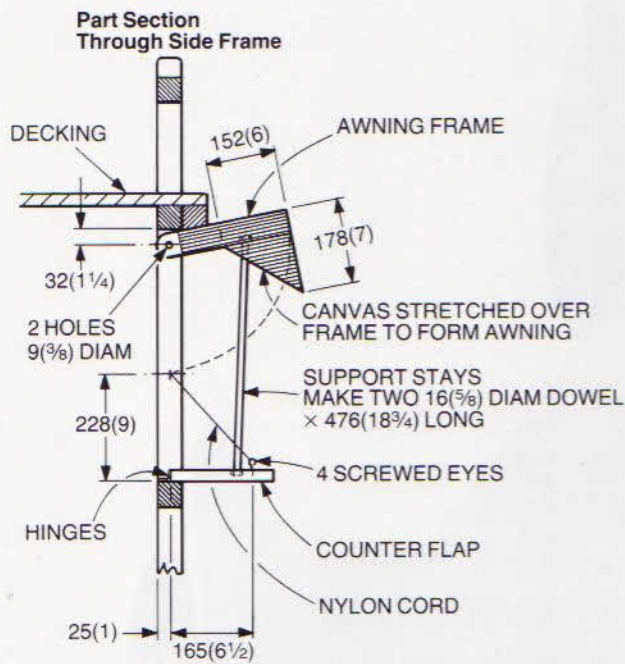 Part Section
Through Side Frame
DECKING
152(6)
AWNING FRAME
178(7)
32(1¼)
2 HOLES
9(⅜) DIAM
CANVAS STRETCHED OVER
FRAME TO FORM AWNING
SUPPORT STAYS
MAKE TWO 16(⅝) DIAM DOWEL
× 476(18¾) LONG
228(9)
4 SCREWED EYES
HINGES
COUNTER FLAP
NYLON CORD
25(1)
165(6½)